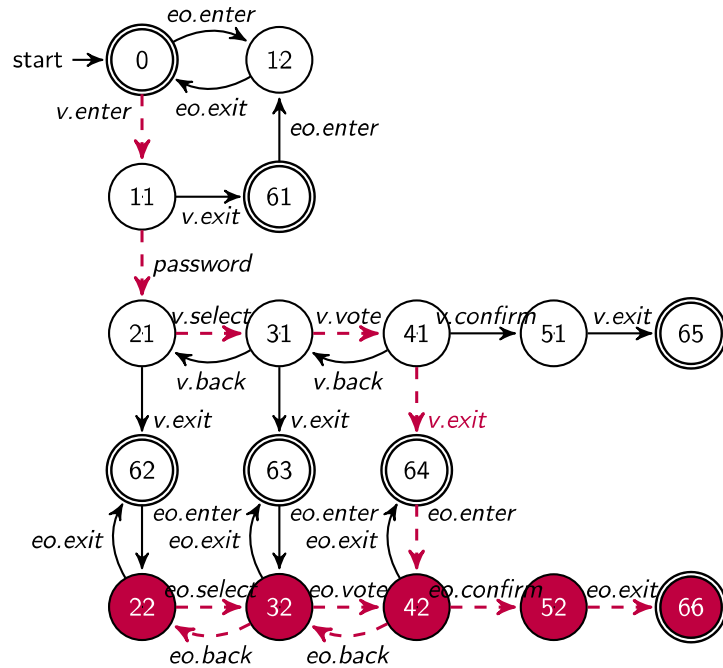 eo.enter
start 0 12
v.enter eo.exit
eo.enter
11 61
v.exit
password
v.select v.vote v.confirm v.exit
21 31 41 51 65
v.back v.back
v.exit v.exit v.exit
62 63 64
eo.enter eo.enter eo.enter
eo.exit eo.exit eo.exit
eo.select eo.vote eo.confirm eo.exit
22 32 42 52 66
eo.back eo.back